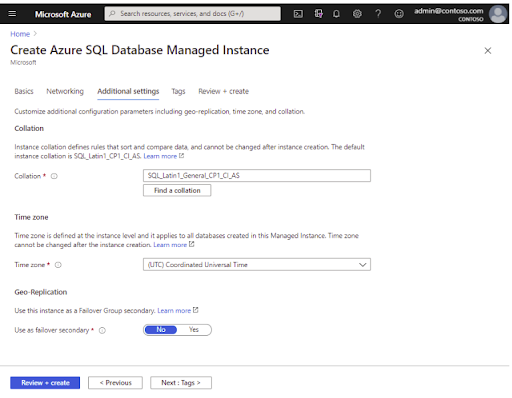 Microsoft Azure
Search resources, services, and docs (G+/)
admin@contoso.com
CONTOSO
Home >
Create Azure SQL Database Managed Instance
Microsoft
Basics Networking Additional settings Tags Review + create
Customize additional configuration parameters including geo-replication, time zone, and collation.
Collation
Instance collation defines rules that sort and compare data, and cannot be changed after instance creation. The default
instance collation is SQL_Latin1_CP1_CI_AS. Learn more
Collation *
SQL_Latin1_General_CP1_CI_AS
Find a collation
Time zone
Time zone is defined at the instance level and it applies to all databases created in this Managed Instance. Time zone
cannot be changed after the instance creation. Learn more
Time zone *
(UTC) Coordinated Universal Time
Geo-Replication
Use this instance as a Failover Group secondary. Learn more
Use as failover secondary *
No Yes
Review + create < Previous Next : Tags >